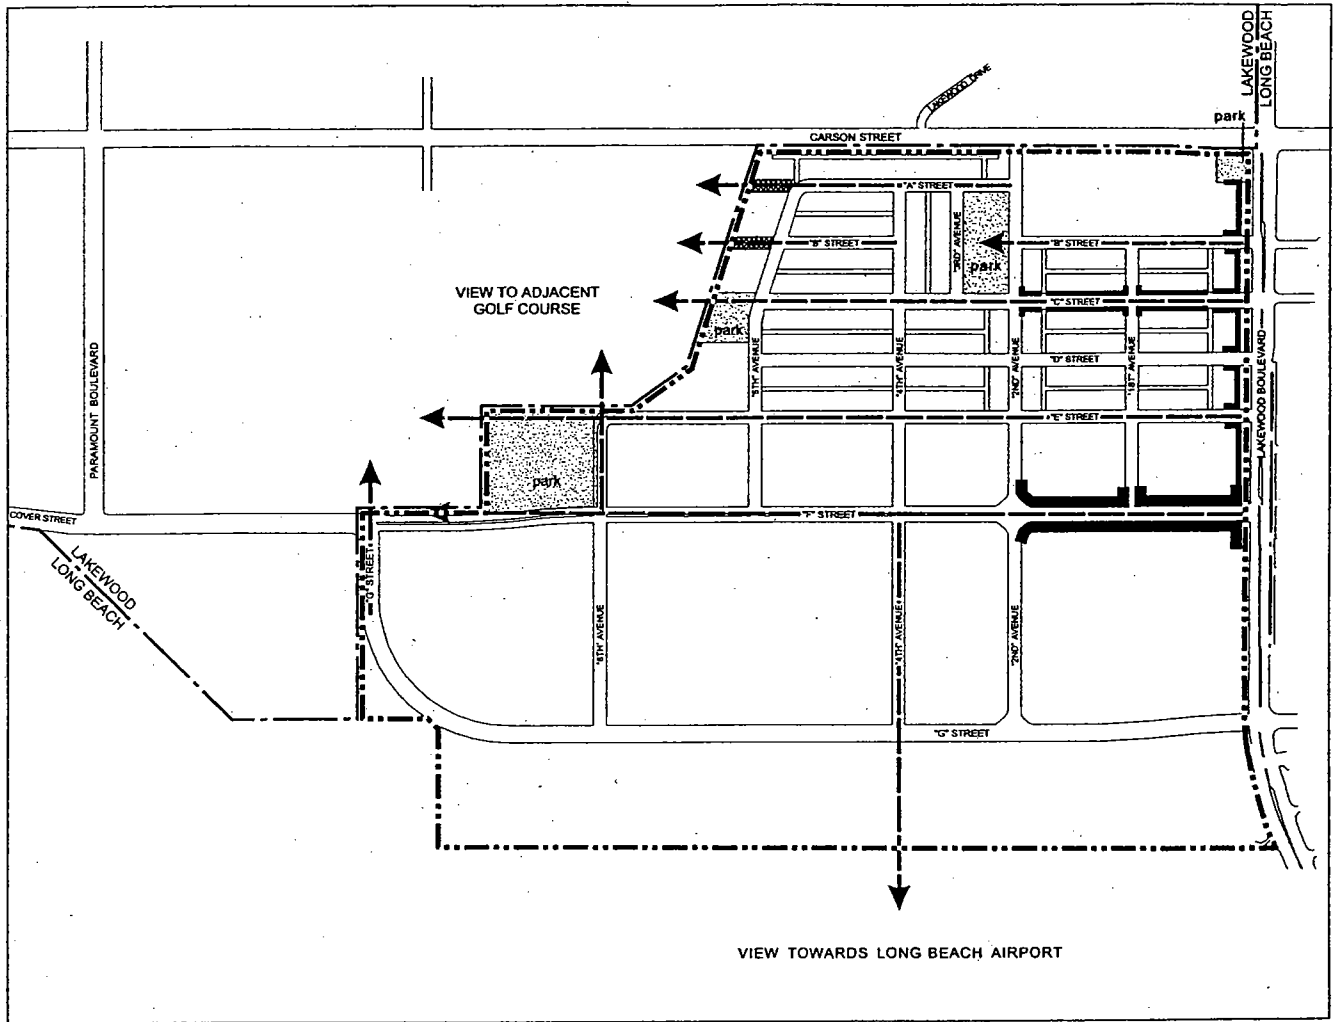 LAKEWOOD
LONG BEACH
LAKEWOOD DRIVE
park
CARSON STREET
"A" STREET
"3RD" AVENUE
"B" STREET
"B" STREET
park
VIEW TO ADJACENT
GOLF COURSE
"C" STREET
park
PARAMOUNT BOULEVARD
"5TH" AVENUE
"4TH" AVENUE
"2ND" AVENUE
"D" STREET
"1ST" AVENUE
LAKEWOOD BOULEVARD
"E" STREET
park
COVER STREET
"F" STREET
LAKEWOOD
LONG BEACH
"G" STREET
"6TH" AVENUE
"4TH" AVENUE
"2ND" AVENUE
"G" STREET
VIEW TOWARDS LONG BEACH AIRPORT